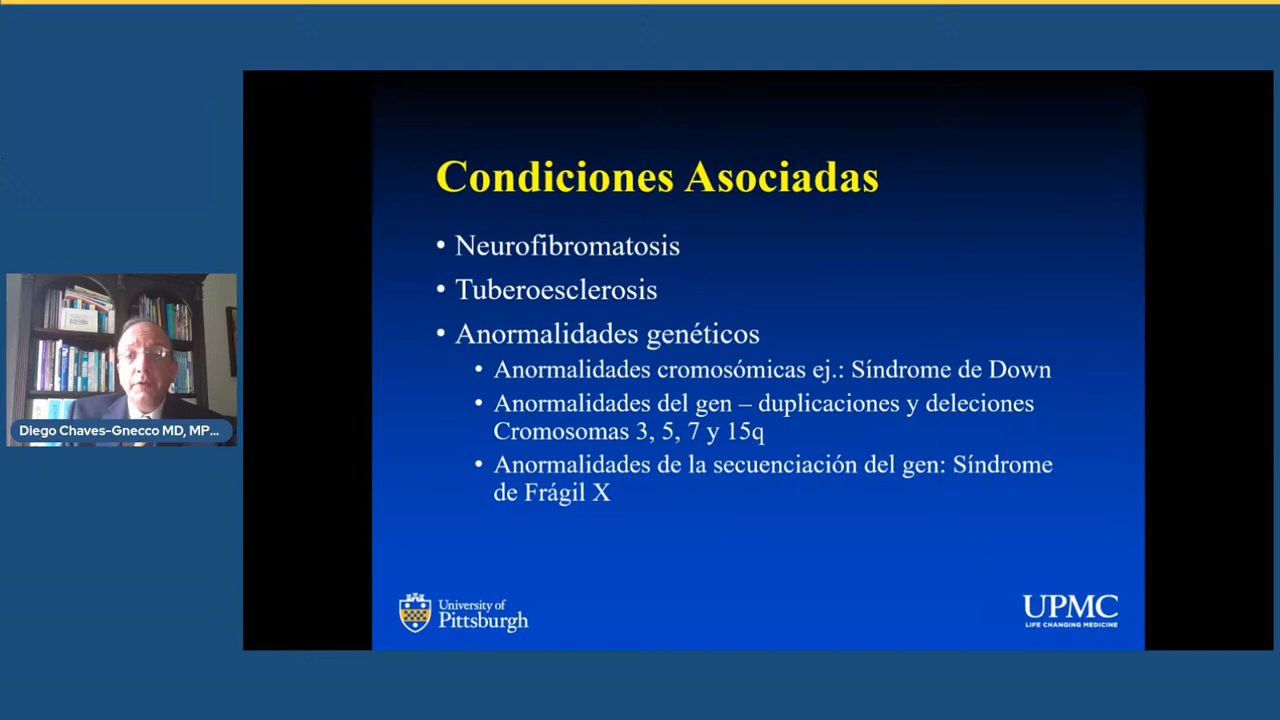 Condiciones Asociadas
• Neurofibromatosis
• Tuberoesclerosis
• Anormalidades genéticos
• Anormalidades cromosómicas ej.: Síndrome de Down
• Anormalidades del gen – duplicaciones y deleciones
Cromosomas 3, 5, 7 y 15q
• Anormalidades de la secuenciación del gen: Síndrome
de Frágil X
Diego Chaves-Gnecco MD, MP...
University of
Pittsburgh
UPMC
LIFE CHANGING MEDICINE